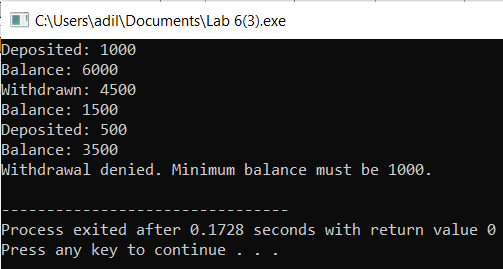 C:\Users\adil\Documents\Lab 6(3).exe
Deposited: 1000
Balance: 6000
Withdrawn: 4500
Balance: 1500
Deposited: 500
Balance: 3500
Withdrawal denied. Minimum balance must be 1000.
--------------------------------
Process exited after 0.1728 seconds with return value 0
Press any key to continue . . .